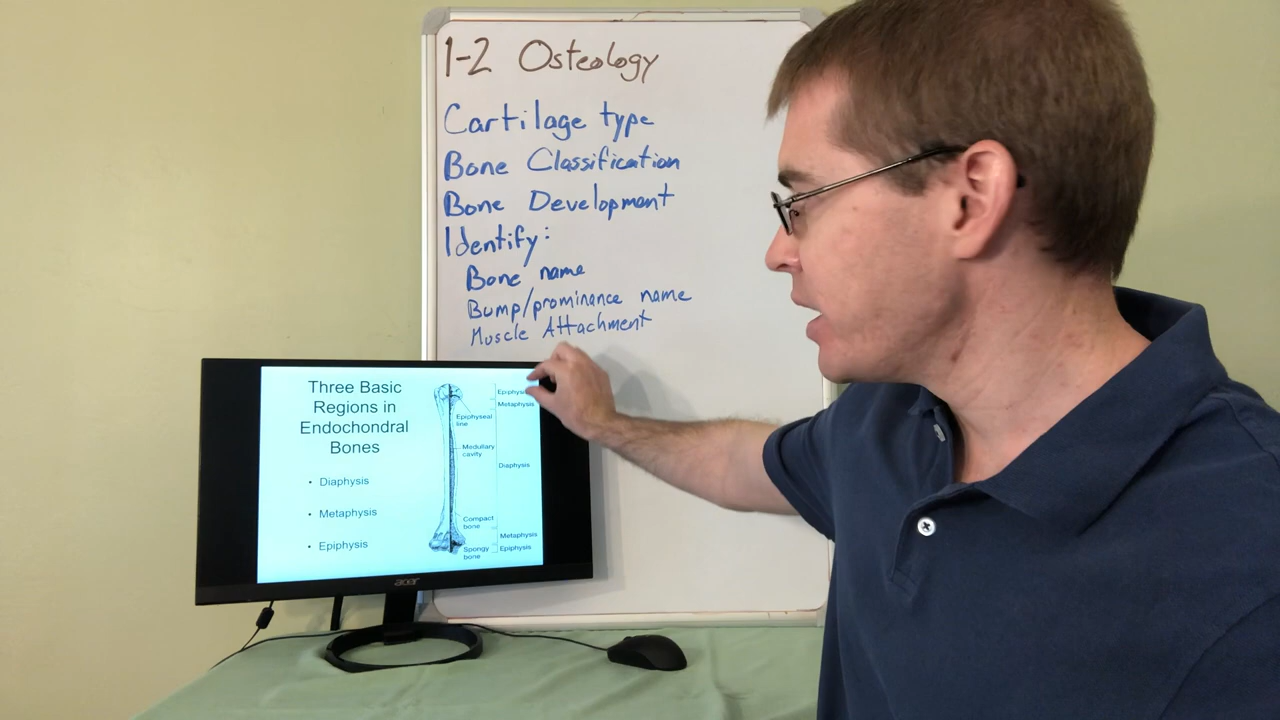 1-2 Osteology
Cartilage type
Bone Classification
Bone Development
Identify:
Bone name
Bump/prominance name
Muscle Attachment
Three Basic
Regions in
Endochondral
Bones
• Diaphysis
• Metaphysis
• Epiphysis
Metaphysis
Epiphyseal
line
Medullary
cavity
Diaphysis
Compact
bone
Metaphysis
Spongy
bone
Epiphysis
acer